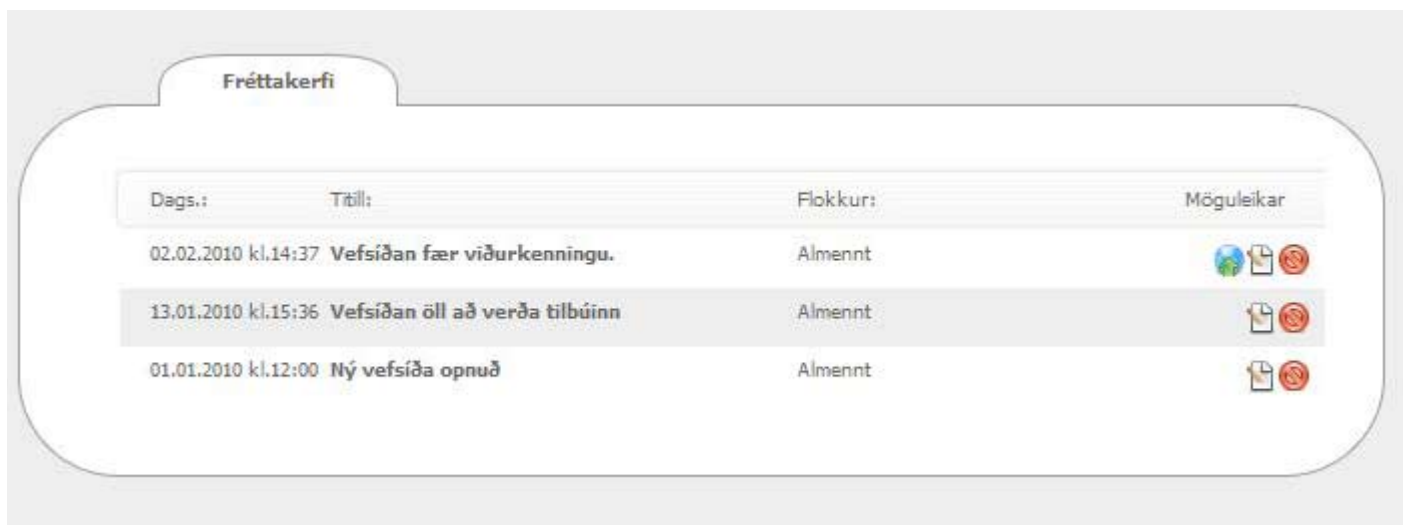 Fréttakerfi
Dags.: Titill: Flokkur: Möguleikar
02.02.2010 kl.14:37 Vefsíðan fær viðurkenningu. Almennt
13.01.2010 kl.15:36 Vefsíðan öll að verða tilbúinn Almennt
01.01.2010 kl.12:00 Ný vefsíða opnuð Almennt